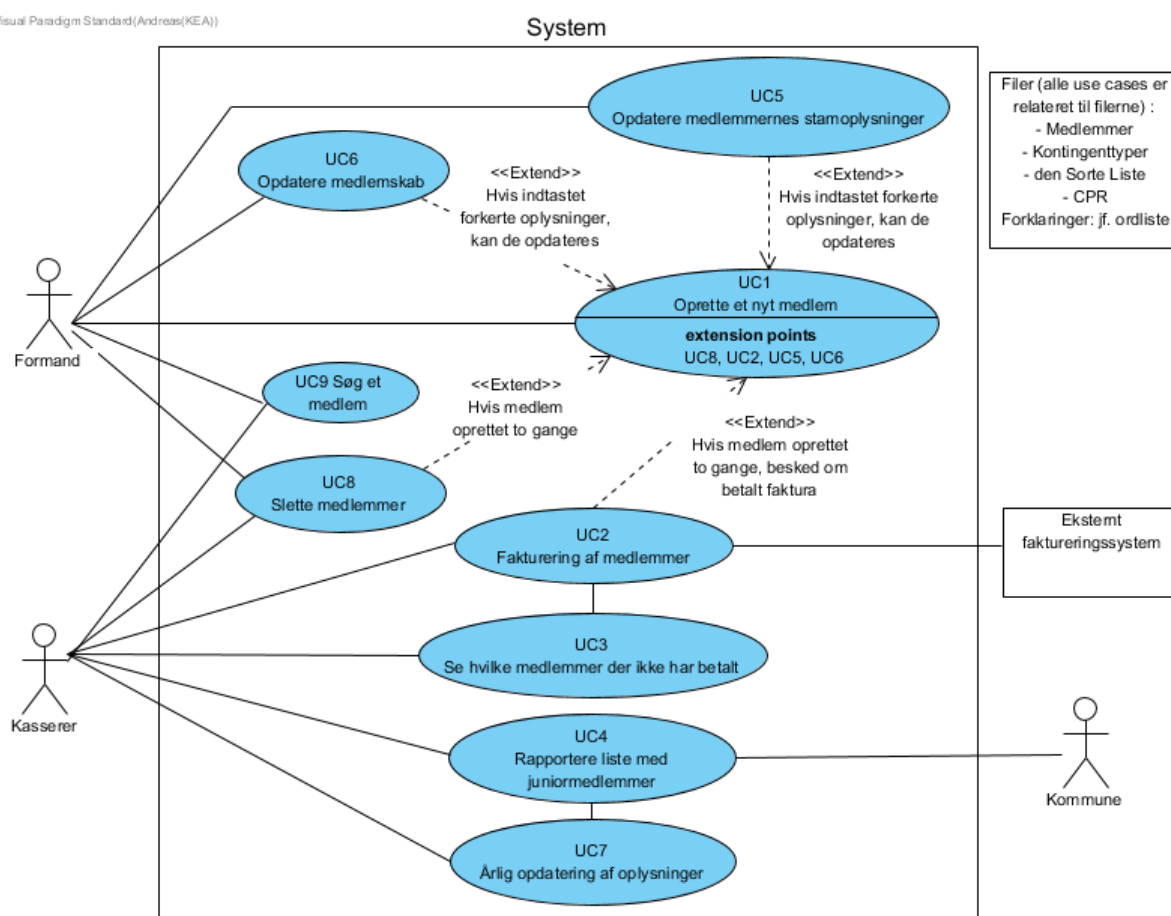 Visual Paradigm Standard(Andreas(KEA))
System
UC5
Opdatere medlemmernes stamoplysninger
Filer (alle use cases er
relateret til filerne) :
- Medlemmer
- Kontingenttyper
- den Sorte Liste
- CPR
Forklaringer: jf. ordliste
UC6
Opdatere medlemskab
<<Extend>>
Hvis indtastet
forkerte oplysninger,
kan de opdateres
<<Extend>>
Hvis indtastet forkerte
oplysninger, kan de
opdateres
UC1
Oprette et nyt medlem
extension points
UC8, UC2, UC5, UC6
Formand
UC9 Søg et
medlem
<<Extend>>
Hvis medlem
oprettet to gange
<<Extend>>
Hvis medlem oprettet
to gange, besked om
betalt faktura
UC8
Slette medlemmer
UC2
Fakturering af medlemmer
Eksternt
faktureringssystem
UC3
Se hvilke medlemmer der ikke har betalt
Kasserer
UC4
Rapportere liste med
juniormedlemmer
Kommune
UC7
Årlig opdatering af oplysninger